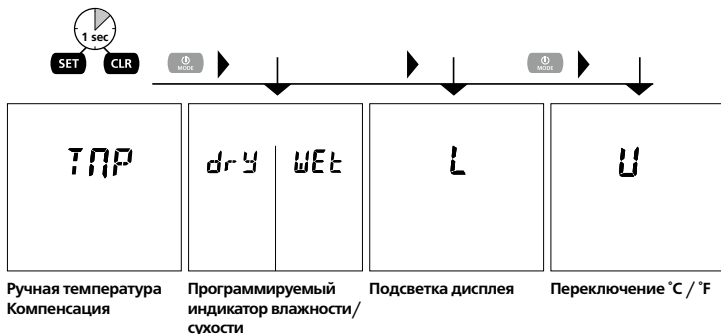 1 sec
SET CLR
MODE
MODE
TMP
dry WEt
L
U
Ручная температура
Компенсация
Программируемый
индикатор влажности/
сухости
Подсветка дисплея
Переключение ˚C / ˚F